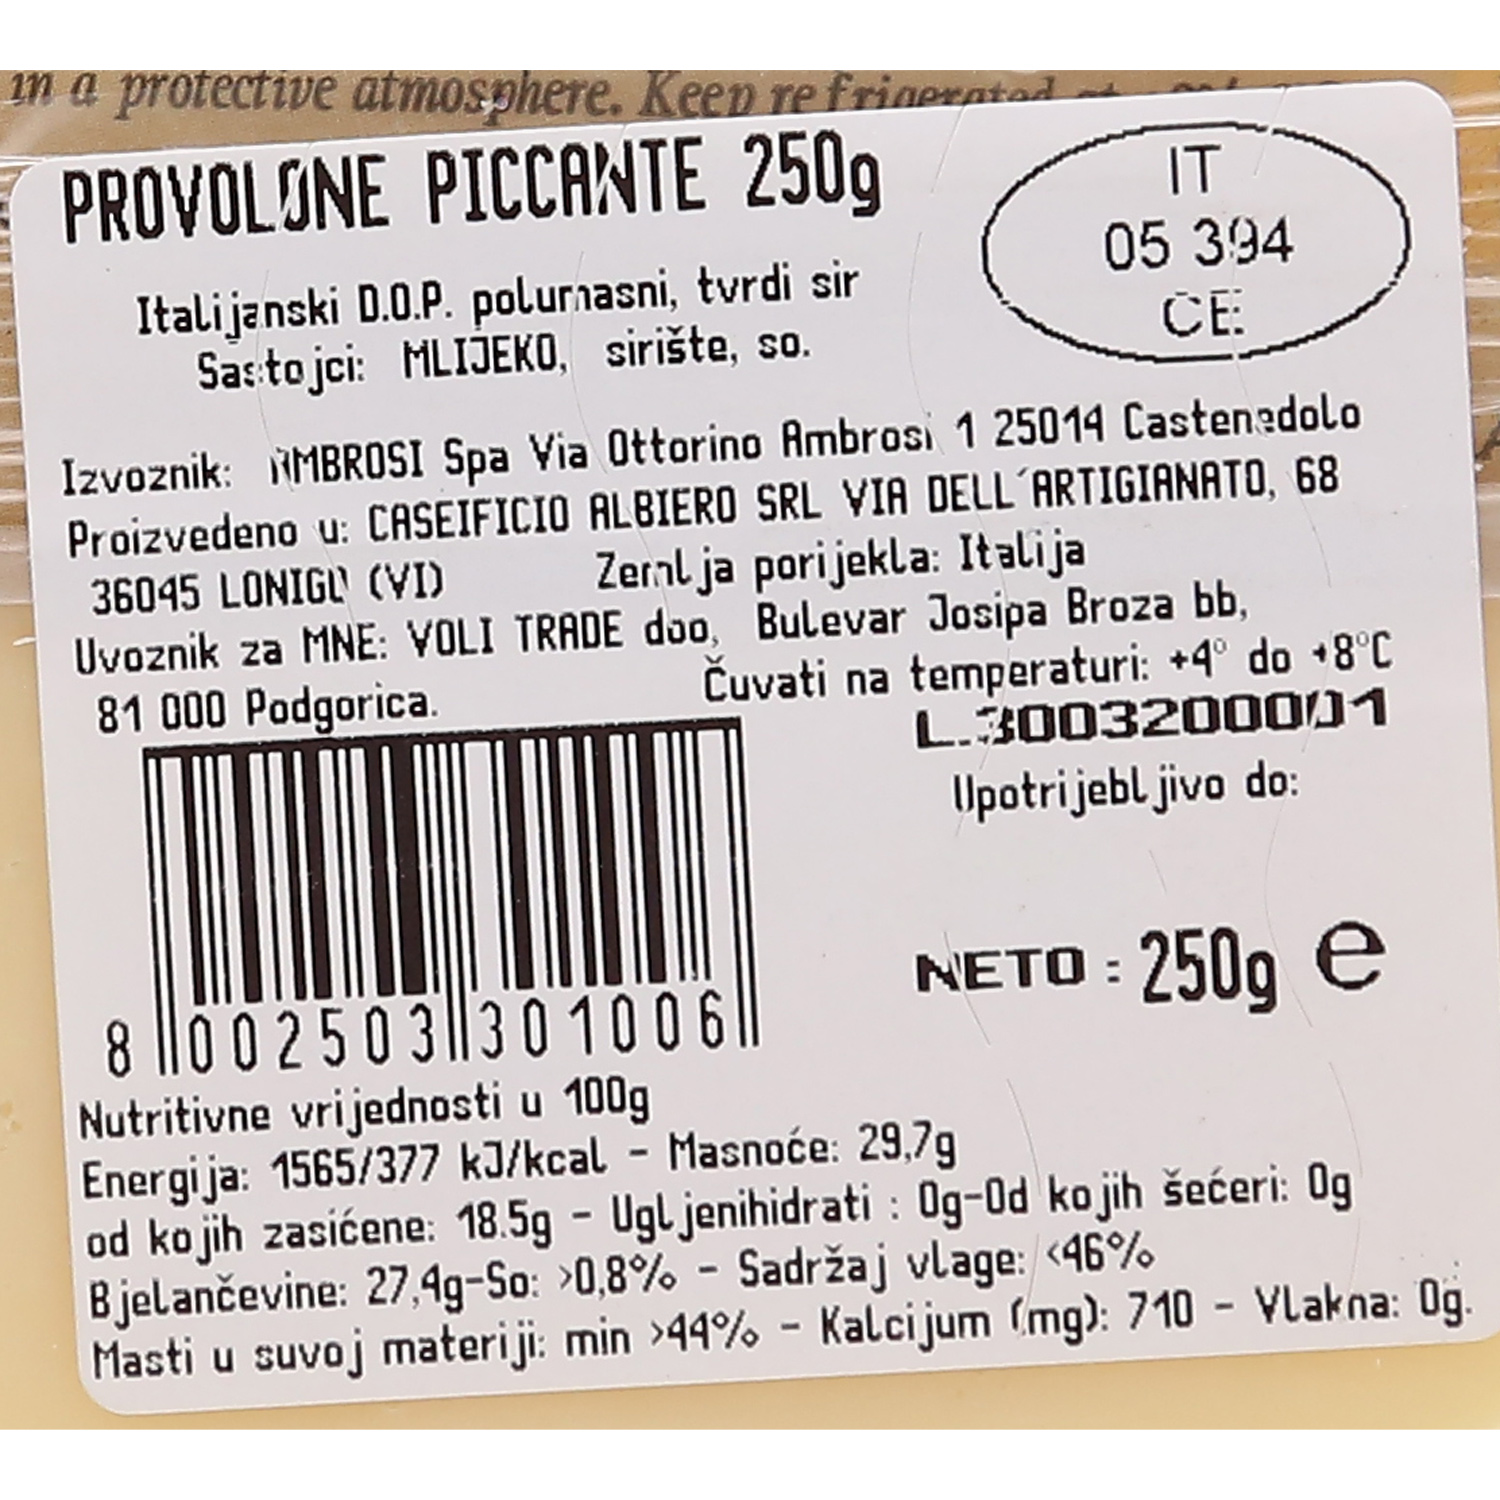 in a protective atmosphere. Keep refrigerated at
PROVOLONE PICCANTE 250g
IT
05 394
CE
Italijanski D.O.P. polumasni, tvrdi sir
Sastojci: MLIJEKO, sirište, so.
Izvoznik: AMBROSI Spa Via Ottorino Ambrosi 1 25014 Castenedolo
Proizvedeno u: CASEIFICIO ALBIERO SRL VIA DELL´ARTIGIANATO, 68
36045 LONIGO (VI) Zemlja porijekla: Italija
Uvoznik za MNE: VOLI TRADE doo, Bulevar Josipa Broza bb,
81 000 Podgorica. Čuvati na temperaturi: +4° do +8°C
L.3003200001
Upotrijebljivo do:
NETO : 250g e
8 002503 301006
Nutritivne vrijednosti u 100g
Energija: 1565/377 kJ/kcal - Masnoće: 29,7g
od kojih zasićene: 18.5g - Ugljenihidrati : 0g-Od kojih šećeri: 0g
Bjelančevine: 27,4g-So: >0,8% - Sadržaj vlage: <46%
Masti u suvoj materiji: min >44% - Kalcijum (mg): 710 - Vlakna: 0g.